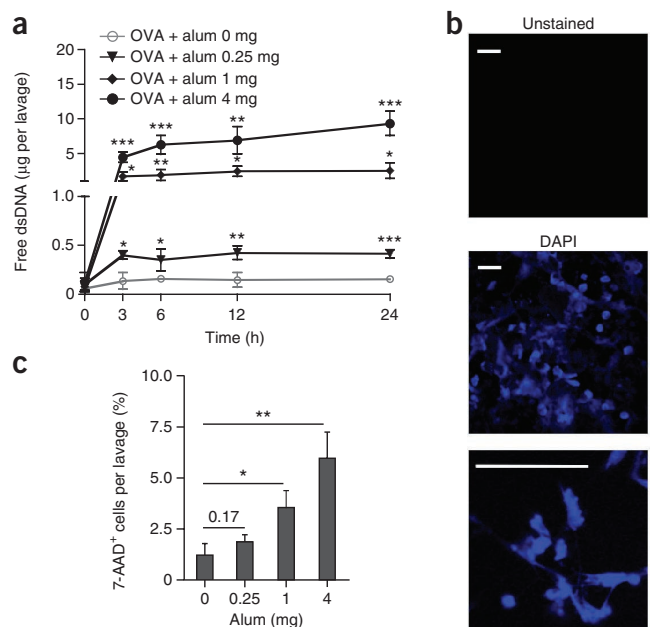 a
OVA + alum 0 mg
OVA + alum 0.25 mg
OVA + alum 1 mg
OVA + alum 4 mg
Free dsDNA (µg per lavage)
20
15
10
5
1.0
0.5
0
***
***
**
***
*
**
*
*
*
*
**
***
0
3
6
12
24
Time (h)
b
Unstained
DAPI
c
7-AAD⁺ cells per lavage (%)
10.0
7.5
5.0
2.5
0
**
*
0.17
0
0.25
1
4
Alum (mg)